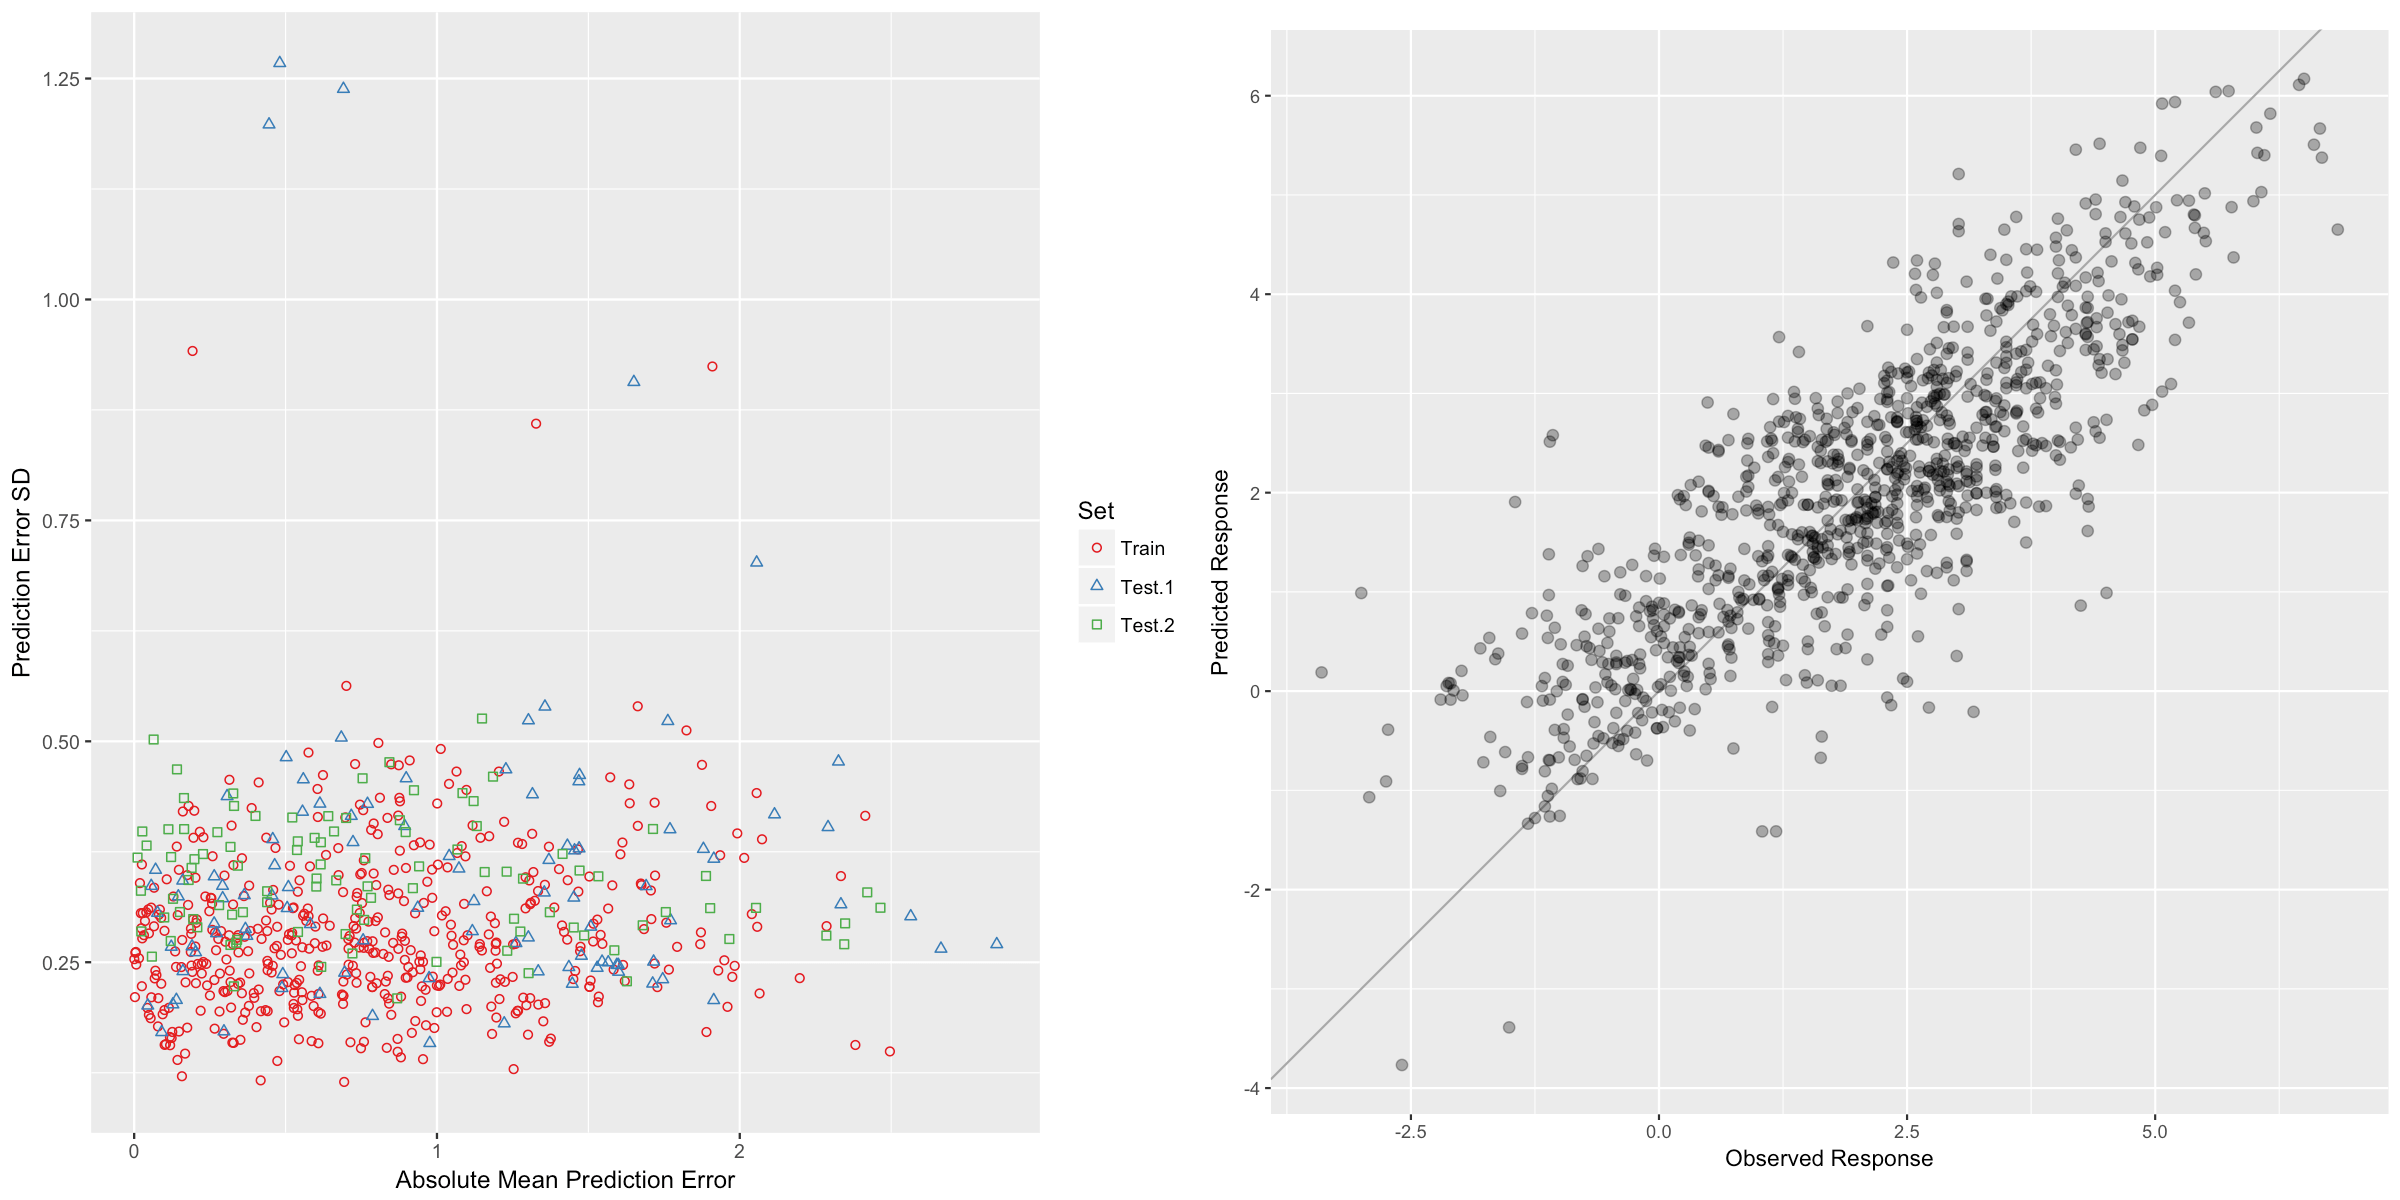 Prediction Error SD
1.25
1.00
0.75
0.50
0.25
0
1
2
Absolute Mean Prediction Error
Set
Train
Test.1
Test.2
Predicted Response
6
4
2
0
-2
-4
-2.5
0.0
2.5
5.0
Observed Response